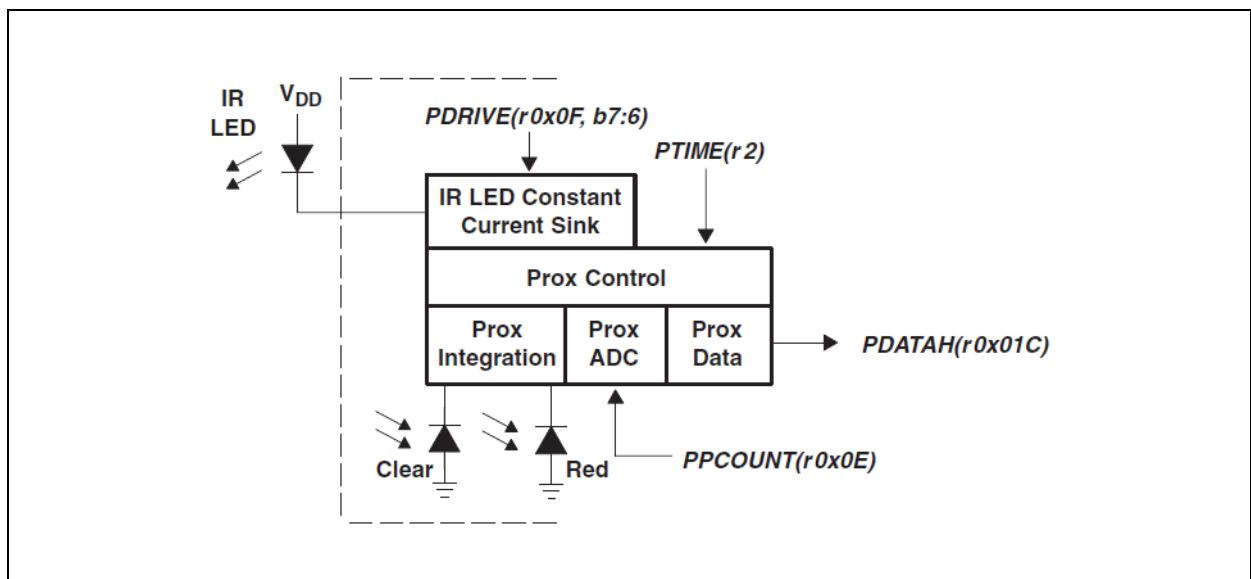 IR
LED
VDD
PDRIVE(r0x0F, b7:6)
PTIME(r2)
IR LED Constant
Current Sink
Prox Control
Prox
Integration
Prox
ADC
Prox
Data
PDATAH(r0x01C)
Clear
Red
PPCOUNT(r0x0E)